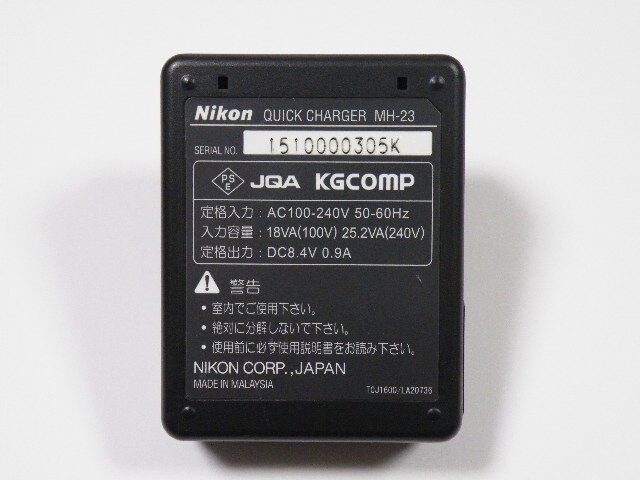 Nikon QUICK CHARGER MH-23
SERIAL NO. 1510000305K
PS E JQA KGCOMP
定格入力 : AC100-240V 50-60Hz
入力容量 : 18VA(100V) 25.2VA(240V)
定格出力 : DC8.4V 0.9A
警告
• 室内でご使用下さい。
• 絶対に分解しないで下さい。
• 使用前に必ず使用説明書をお読み下さい。
NIKON CORP.,JAPAN
MADE IN MALAYSIA
TCJ1600/LA20736